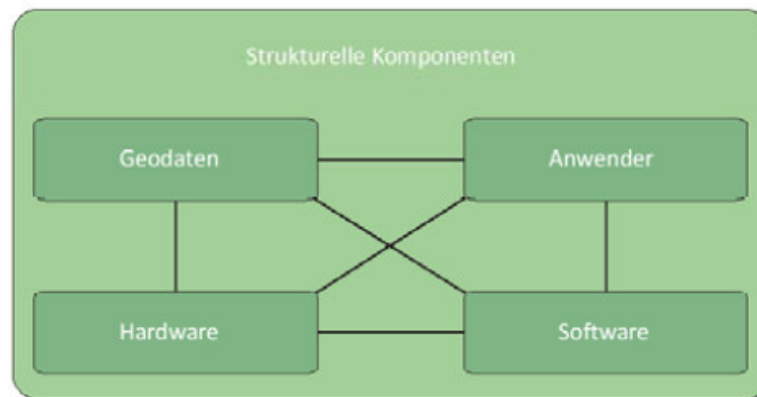 Strukturelle Komponenten
Geodaten
Anwender
Hardware
Software